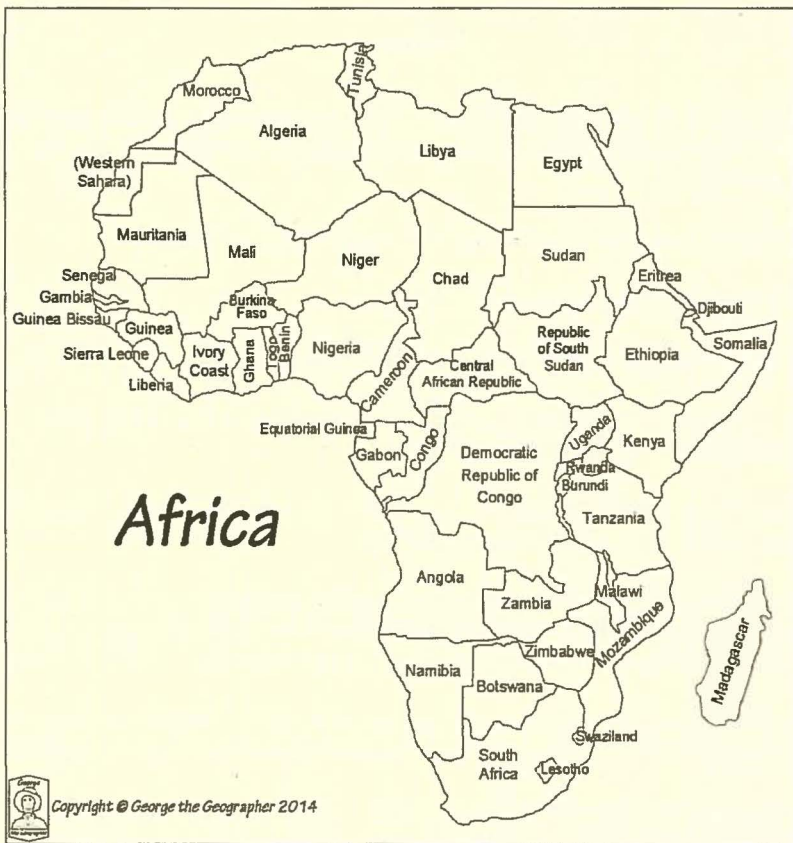 Morocco
Tunisia
Algeria
Libya
Egypt
(Western
Sahara)
Mauritania
Mali
Niger
Chad
Sudan
Eritrea
Djibouti
Senegal
Gambia
Guinea Bissau
Guinea
Sierra Leone
Liberia
Ivory
Coast
Burkina
Faso
Ghana
Togo
Benin
Nigeria
Cameroon
Central
African Republic
Republic
of South
Sudan
Ethiopia
Somalia
Equatorial Guinea
Gabon
Congo
Democratic
Republic of
Congo
Uganda
Kenya
Rwanda
Burundi
Tanzania
Africa
Angola
Zambia
Malawi
Mozambique
Zimbabwe
Namibia
Botswana
Madagascar
Swaziland
South
Africa
Lesotho
George
Copyright © George the Geographer 2014